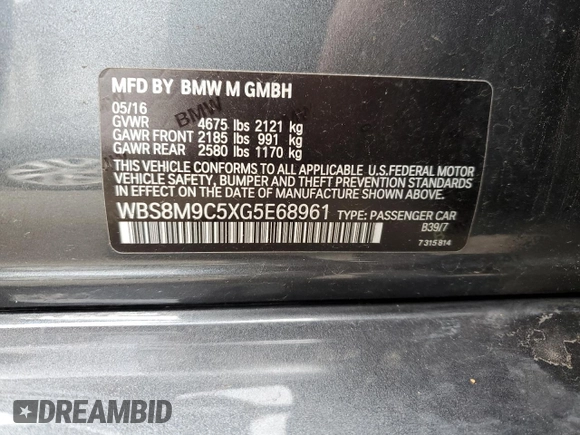 MFD BY BMW M GMBH
05/16
GVWR 4675 lbs 2121 kg
GAWR FRONT 2185 lbs 991 kg
GAWR REAR 2580 lbs 1170 kg
THIS VEHICLE CONFORMS TO ALL APPLICABLE U.S.FEDERAL MOTOR
VEHICLE SAFETY, BUMPER AND THEFT PREVENTION STANDARDS
IN EFFECT ON THE DATE OF MANUFACTURE SHOWN ABOVE.
WBS8M9C5XG5E68961 TYPE: PASSENGER CAR
B39/7
7315814
BMW
DREAMBID